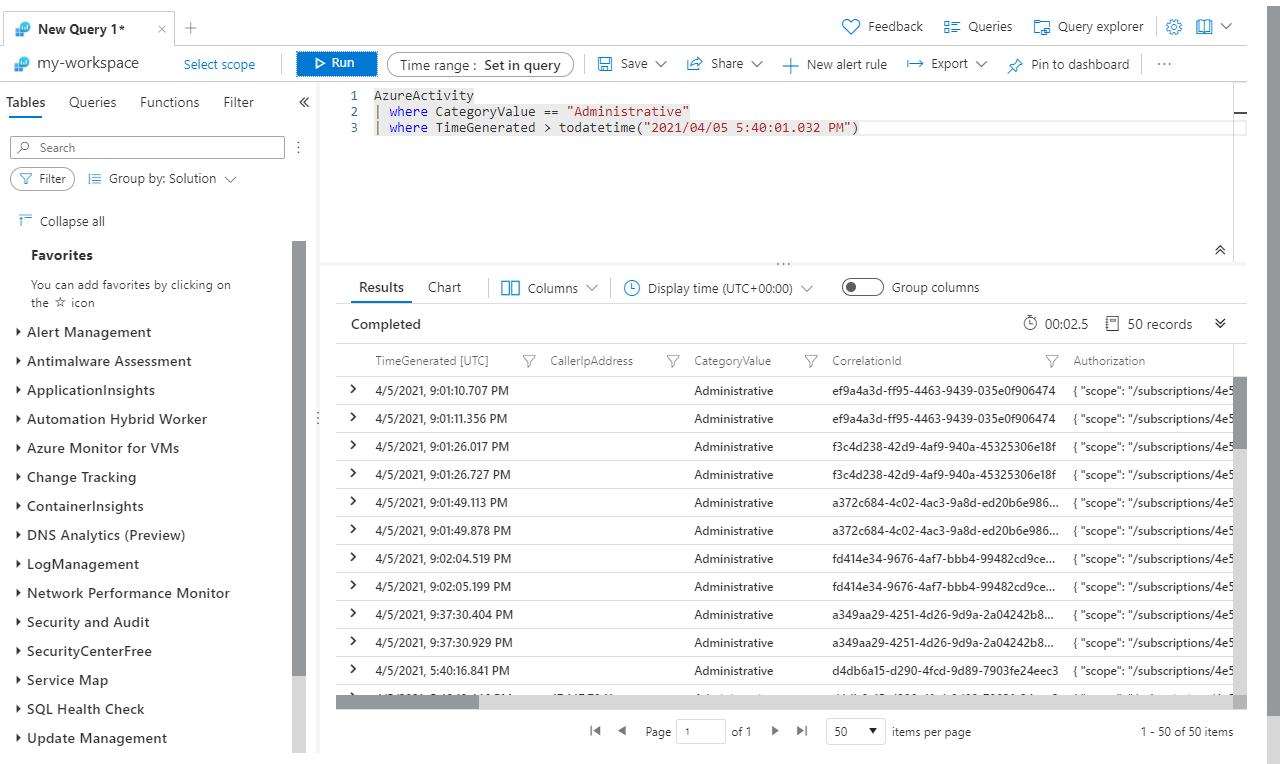 New Query 1*
Feedback
Queries
Query explorer
my-workspace
Select scope
Run
Time range : Set in query
Save
Share
New alert rule
Export
Pin to dashboard
Tables
Queries
Functions
Filter
1 AzureActivity
2 | where CategoryValue == "Administrative"
3 | where TimeGenerated > todatetime("2021/04/05 5:40:01.032 PM")
Search
Filter
Group by: Solution
Collapse all
Favorites
You can add favorites by clicking on
the ☆ icon
Alert Management
Antimalware Assessment
ApplicationInsights
Automation Hybrid Worker
Azure Monitor for VMs
Change Tracking
ContainerInsights
DNS Analytics (Preview)
LogManagement
Network Performance Monitor
Security and Audit
SecurityCenterFree
Service Map
SQL Health Check
Update Management
Results
Chart
Columns
Display time (UTC+00:00)
Group columns
Completed
00:02.5
50 records
TimeGenerated [UTC] CallerIpAddress CategoryValue CorrelationId Authorization
4/5/2021, 9:01:10.707 PM Administrative ef9a4a3d-ff95-4463-9439-035e0f906474 { "scope": "/subscriptions/4e5
4/5/2021, 9:01:11.356 PM Administrative ef9a4a3d-ff95-4463-9439-035e0f906474 { "scope": "/subscriptions/4e5
4/5/2021, 9:01:26.017 PM Administrative f3c4d238-42d9-4af9-940a-45325306e18f { "scope": "/subscriptions/4e5
4/5/2021, 9:01:26.727 PM Administrative f3c4d238-42d9-4af9-940a-45325306e18f { "scope": "/subscriptions/4e5
4/5/2021, 9:01:49.113 PM Administrative a372c684-4c02-4ac3-9a8d-ed20b6e986... { "scope": "/subscriptions/4e5
4/5/2021, 9:01:49.878 PM Administrative a372c684-4c02-4ac3-9a8d-ed20b6e986... { "scope": "/subscriptions/4e5
4/5/2021, 9:02:04.519 PM Administrative fd414e34-9676-4af7-bbb4-99482cd9ce... { "scope": "/subscriptions/4e5
4/5/2021, 9:02:05.199 PM Administrative fd414e34-9676-4af7-bbb4-99482cd9ce... { "scope": "/subscriptions/4e5
4/5/2021, 9:37:30.404 PM Administrative a349aa29-4251-4d26-9d9a-2a04242b8... { "scope": "/subscriptions/4e5
4/5/2021, 9:37:30.929 PM Administrative a349aa29-4251-4d26-9d9a-2a04242b8... { "scope": "/subscriptions/4e5
4/5/2021, 5:40:16.841 PM Administrative d4db6a15-d290-4fcd-9d89-7903fe24eec3 { "scope": "/subscriptions/4e5
Page 1 of 1
50 items per page
1 - 50 of 50 items